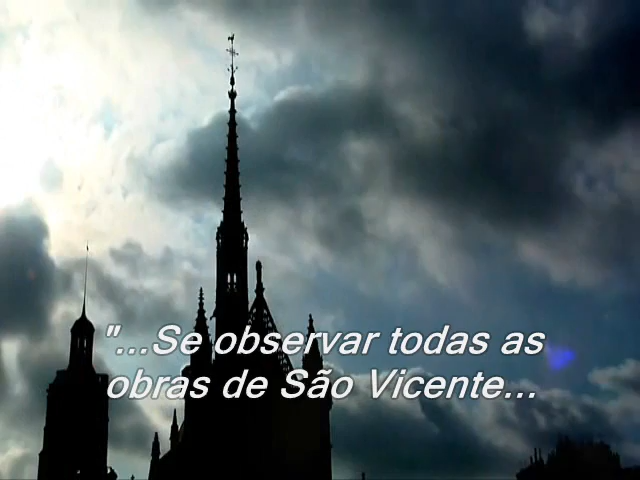 "...Se observar todas as
obras de São Vicente...